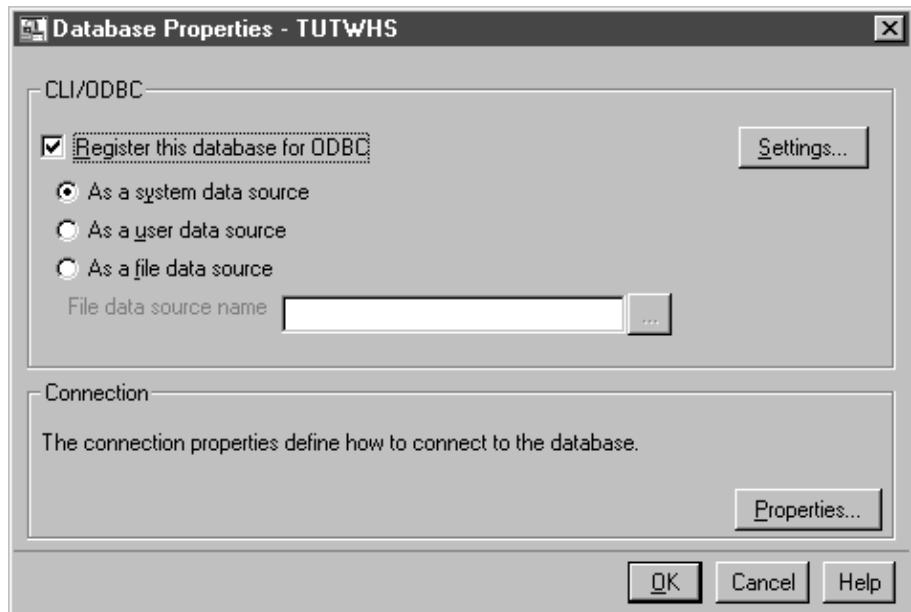 Database Properties - TUTWHS
CLI/ODBC
Register this database for ODBC
Settings...
As a system data source
As a user data source
As a file data source
File data source name
...
Connection
The connection properties define how to connect to the database.
Properties...
OK
Cancel
Help